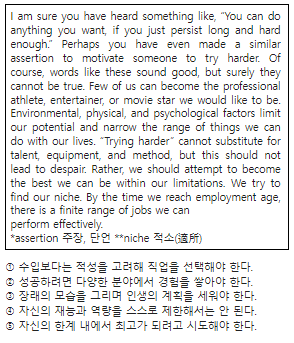 I am sure you have heard something like, “You can do
anything you want, if you just persist long and hard
enough.” Perhaps you have even made a similar
assertion to motivate someone to try harder. Of
course, words like these sound good, but surely they
cannot be true. Few of us can become the professional
athlete, entertainer, or movie star we would like to be.
Environmental, physical, and psychological factors limit
our potential and narrow the range of things we can
do with our lives. “Trying harder” cannot substitute for
talent, equipment, and method, but this should not
lead to despair. Rather, we should attempt to become
the best we can be within our limitations. We try to
find our niche. By the time we reach employment age,
there is a finite range of jobs we can
perform effectively.
*assertion 주장, 단언 **niche 적소(適所)
① 수입보다는 적성을 고려해 직업을 선택해야 한다.
② 성공하려면 다양한 분야에서 경험을 쌓아야 한다.
③ 장래의 모습을 그리며 인생의 계획을 세워야 한다.
④ 자신의 재능과 역할을 스스로 제한해서는 안 된다.
⑤ 자신의 한계 내에서 최고가 되려고 시도해야 한다.